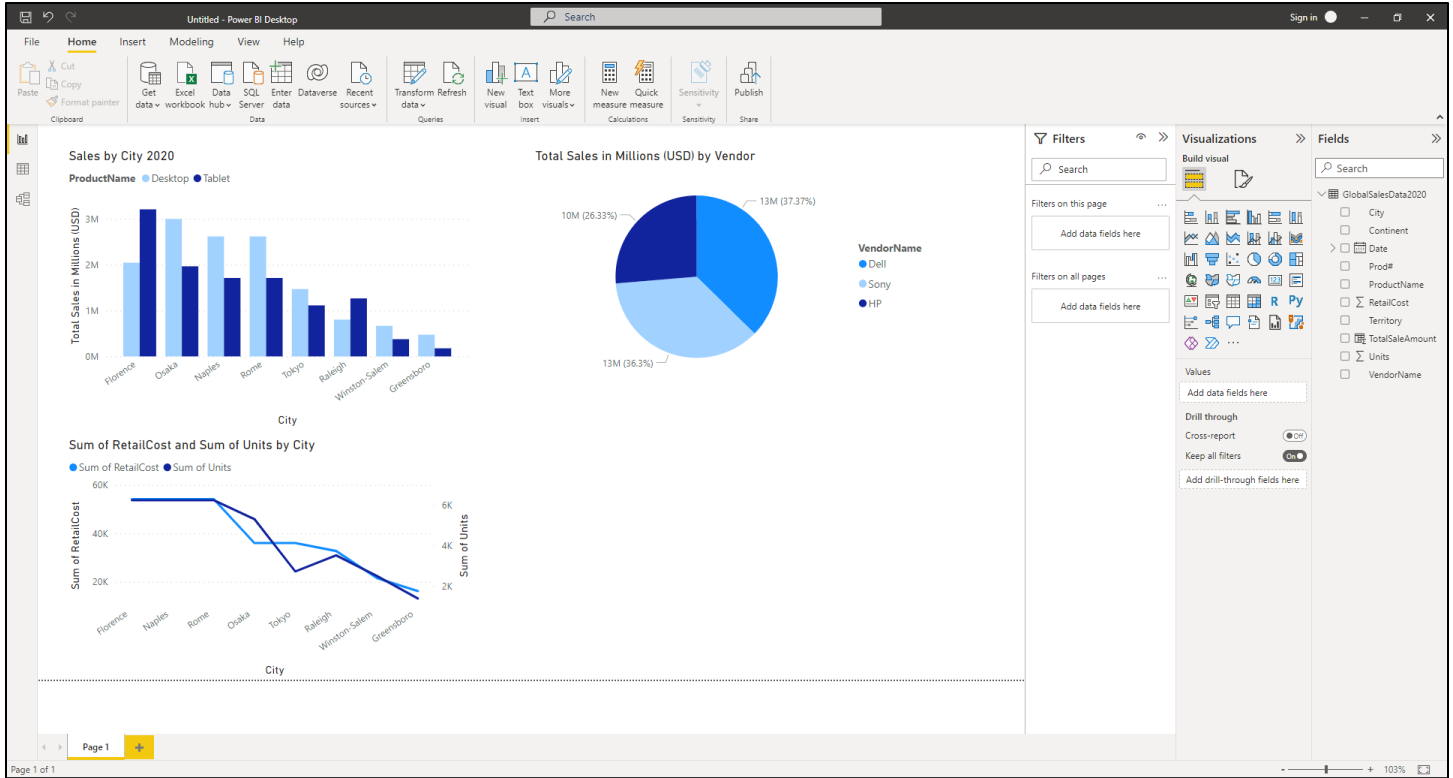 Untitled - Power BI Desktop
Search
Sign in
File Home Insert Modeling View Help
Paste
Cut
Copy
Format painter
Clipboard
Get data
Excel workbook
Data hub
SQL Server
Enter data
Dataverse
Recent sources
Data
Transform data
Refresh
Queries
New visual
Text box
More visuals
Insert
New measure
Quick measure
Calculations
Sensitivity
Sensitivity
Publish
Share
Sales by City 2020
ProductName Desktop Tablet
Total Sales in Millions (USD)
3M
2M
1M
0M
Florence Osaka Naples Rome Tokyo Raleigh Winston-Salem Greensboro
City
Total Sales in Millions (USD) by Vendor
10M (26.33%)
13M (37.37%)
13M (36.3%)
VendorName
Dell
Sony
HP
Sum of RetailCost and Sum of Units by City
Sum of RetailCost Sum of Units
Sum of RetailCost
60K
40K
20K
6K
4K
2K
Sum of Units
Florence Naples Rome Osaka Tokyo Raleigh Winston-Salem Greensboro
City
Filters
Search
Filters on this page
...
Add data fields here
Filters on all pages
...
Add data fields here
Visualizations
Build visual
123
R Py
...
Values
Add data fields here
Drill through
Cross-report Off
Keep all filters On
Add drill-through fields here
Fields
Search
GlobalSalesData2020
City
Continent
Date
Prod#
ProductName
∑ RetailCost
Territory
TotalSaleAmount
∑ Units
VendorName
Page 1
+
Page 1 of 1
- + 103%